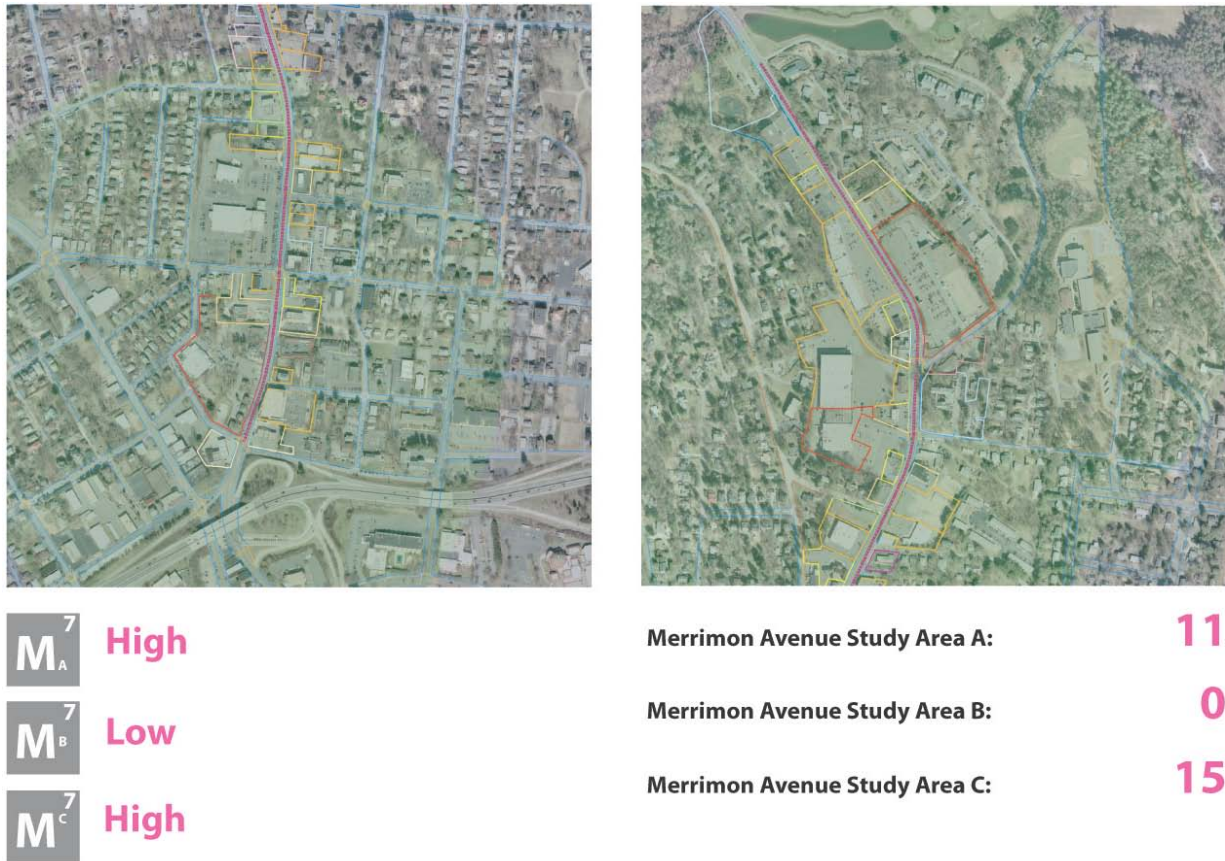 M 7 A High
M 7 B Low
M 7 C High
Merrimon Avenue Study Area A: 11
Merrimon Avenue Study Area B: 0
Merrimon Avenue Study Area C: 15